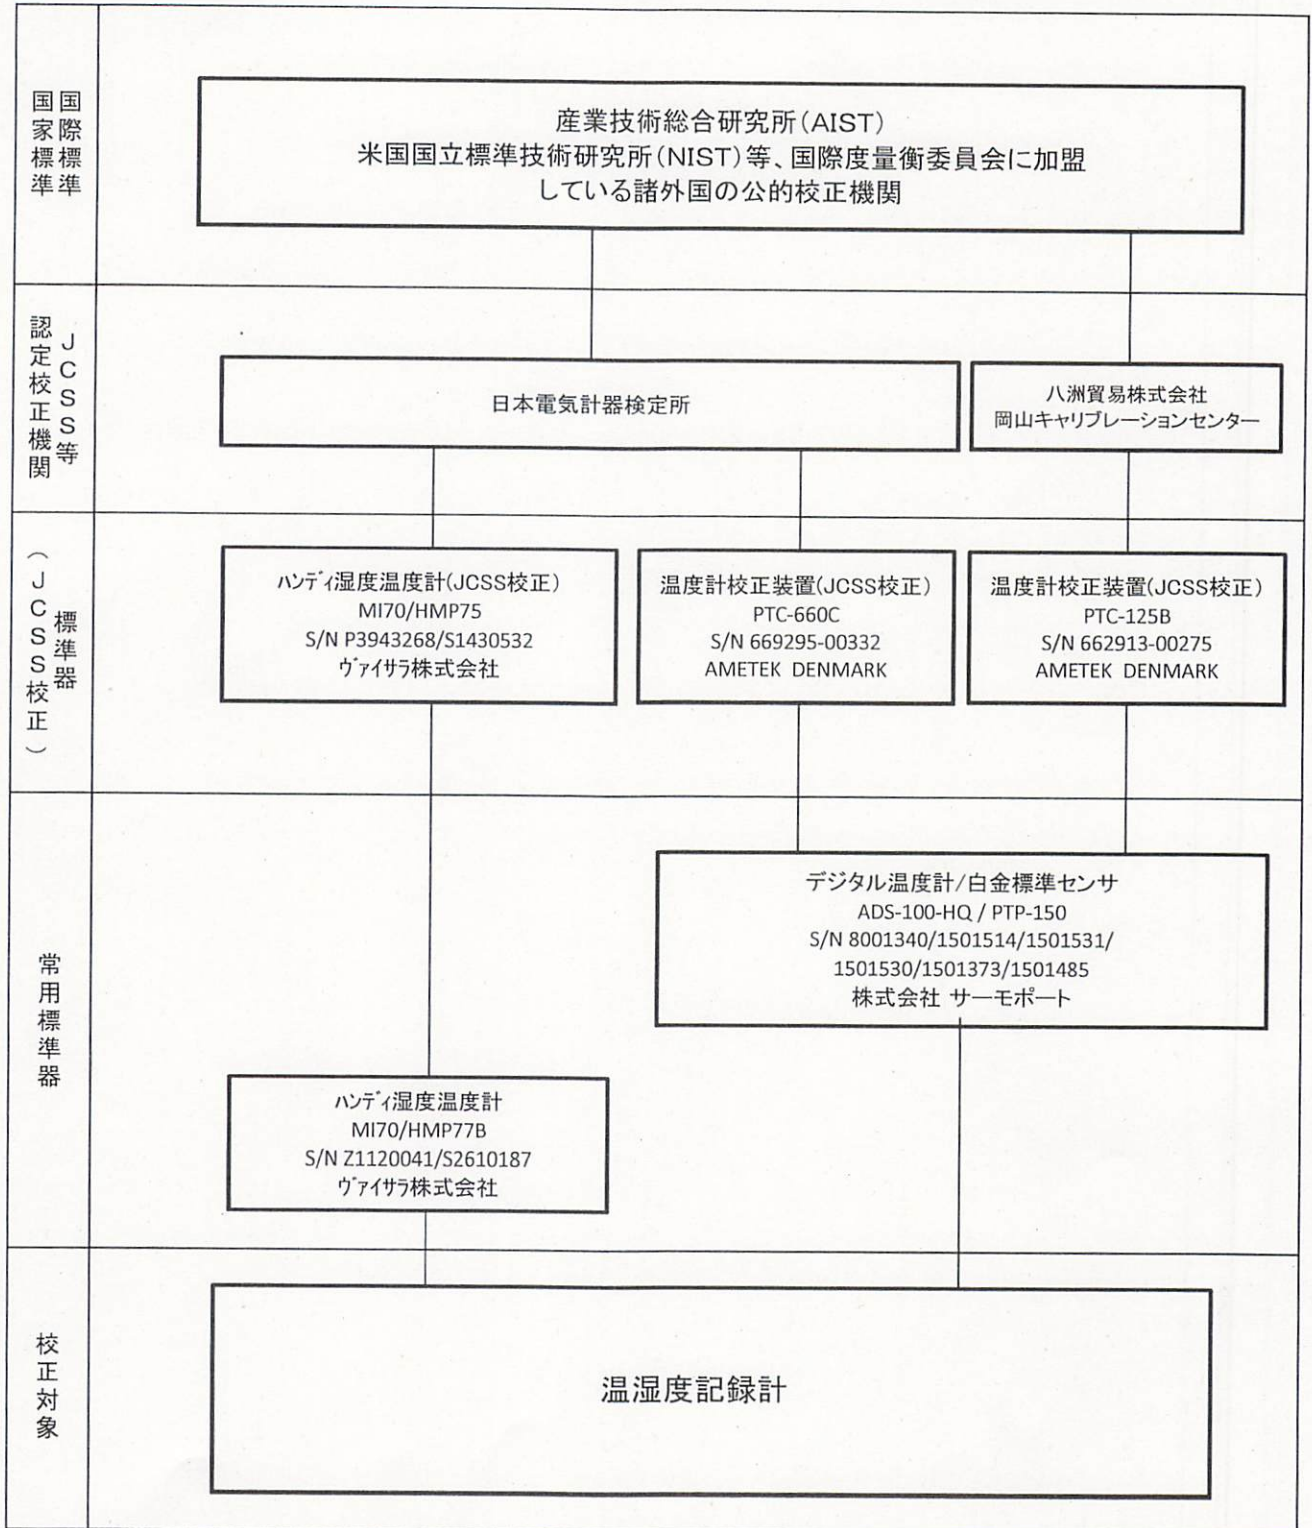 国際標準
国家標準
産業技術総合研究所(AIST)
米国国立標準技術研究所(NIST)等、国際度量衡委員会に加盟
している諸外国の公的校正機関
JCSS等
認定校正機関
日本電気計器検定所
八洲貿易株式会社
岡山キャリブレーションセンター
標準器
(JCSS校正)
ﾊﾝﾃﾞｨ湿度温度計(JCSS校正)
MI70/HMP75
S/N P3943268/S1430532
ヴァイサラ株式会社
温度計校正装置(JCSS校正)
PTC-660C
S/N 669295-00332
AMETEK DENMARK
温度計校正装置(JCSS校正)
PTC-125B
S/N 662913-00275
AMETEK DENMARK
常用標準器
デジタル温度計/白金標準センサ
ADS-100-HQ / PTP-150
S/N 8001340/1501514/1501531/
1501530/1501373/1501485
株式会社 サーモポート
ﾊﾝﾃﾞｨ湿度温度計
MI70/HMP77B
S/N Z1120041/S2610187
ヴァイサラ株式会社
校正対象
温湿度記録計